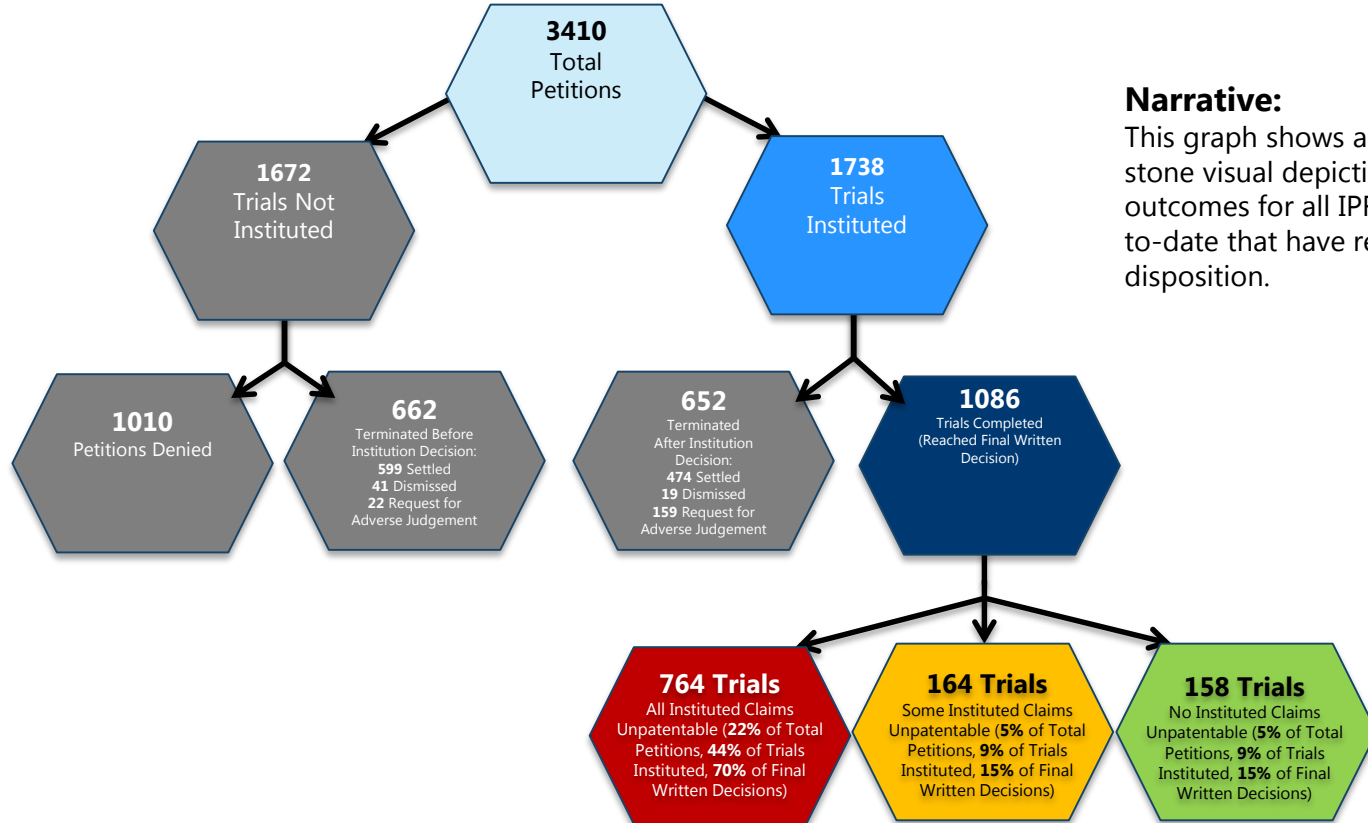 3410
Total
Petitions
Narrative:
This graph shows a
stone visual
outcomes for all
to-date that have
disposition.
1672
Trials Not
Instituted
1738
Trials
Instituted
1010
Petitions Denied
662
Terminated Before
Institution Decision:
599 Settled
41 Dismissed
22 Request for
Adverse Judgement
652
Terminated
After Institution
Decision:
474 Settled
19 Dismissed
159 Request for
Adverse Judgement
1086
Trials Completed
(Reached Final Written
Decision)
764 Trials
All Instituted Claims
Unpatentable (22% of Total
Petitions, 44% of Trials
Instituted, 70% of Final
Written Decisions)
164 Trials
Some Instituted Claims
Unpatentable (5% of Total
Petitions, 9% of Trials
Instituted, 15% of Final
Written Decisions)
158 Trials
No Instituted Claims
Unpatentable (5% of Total
Petitions, 9% of Trials
Instituted, 15% of Final
Written Decisions)